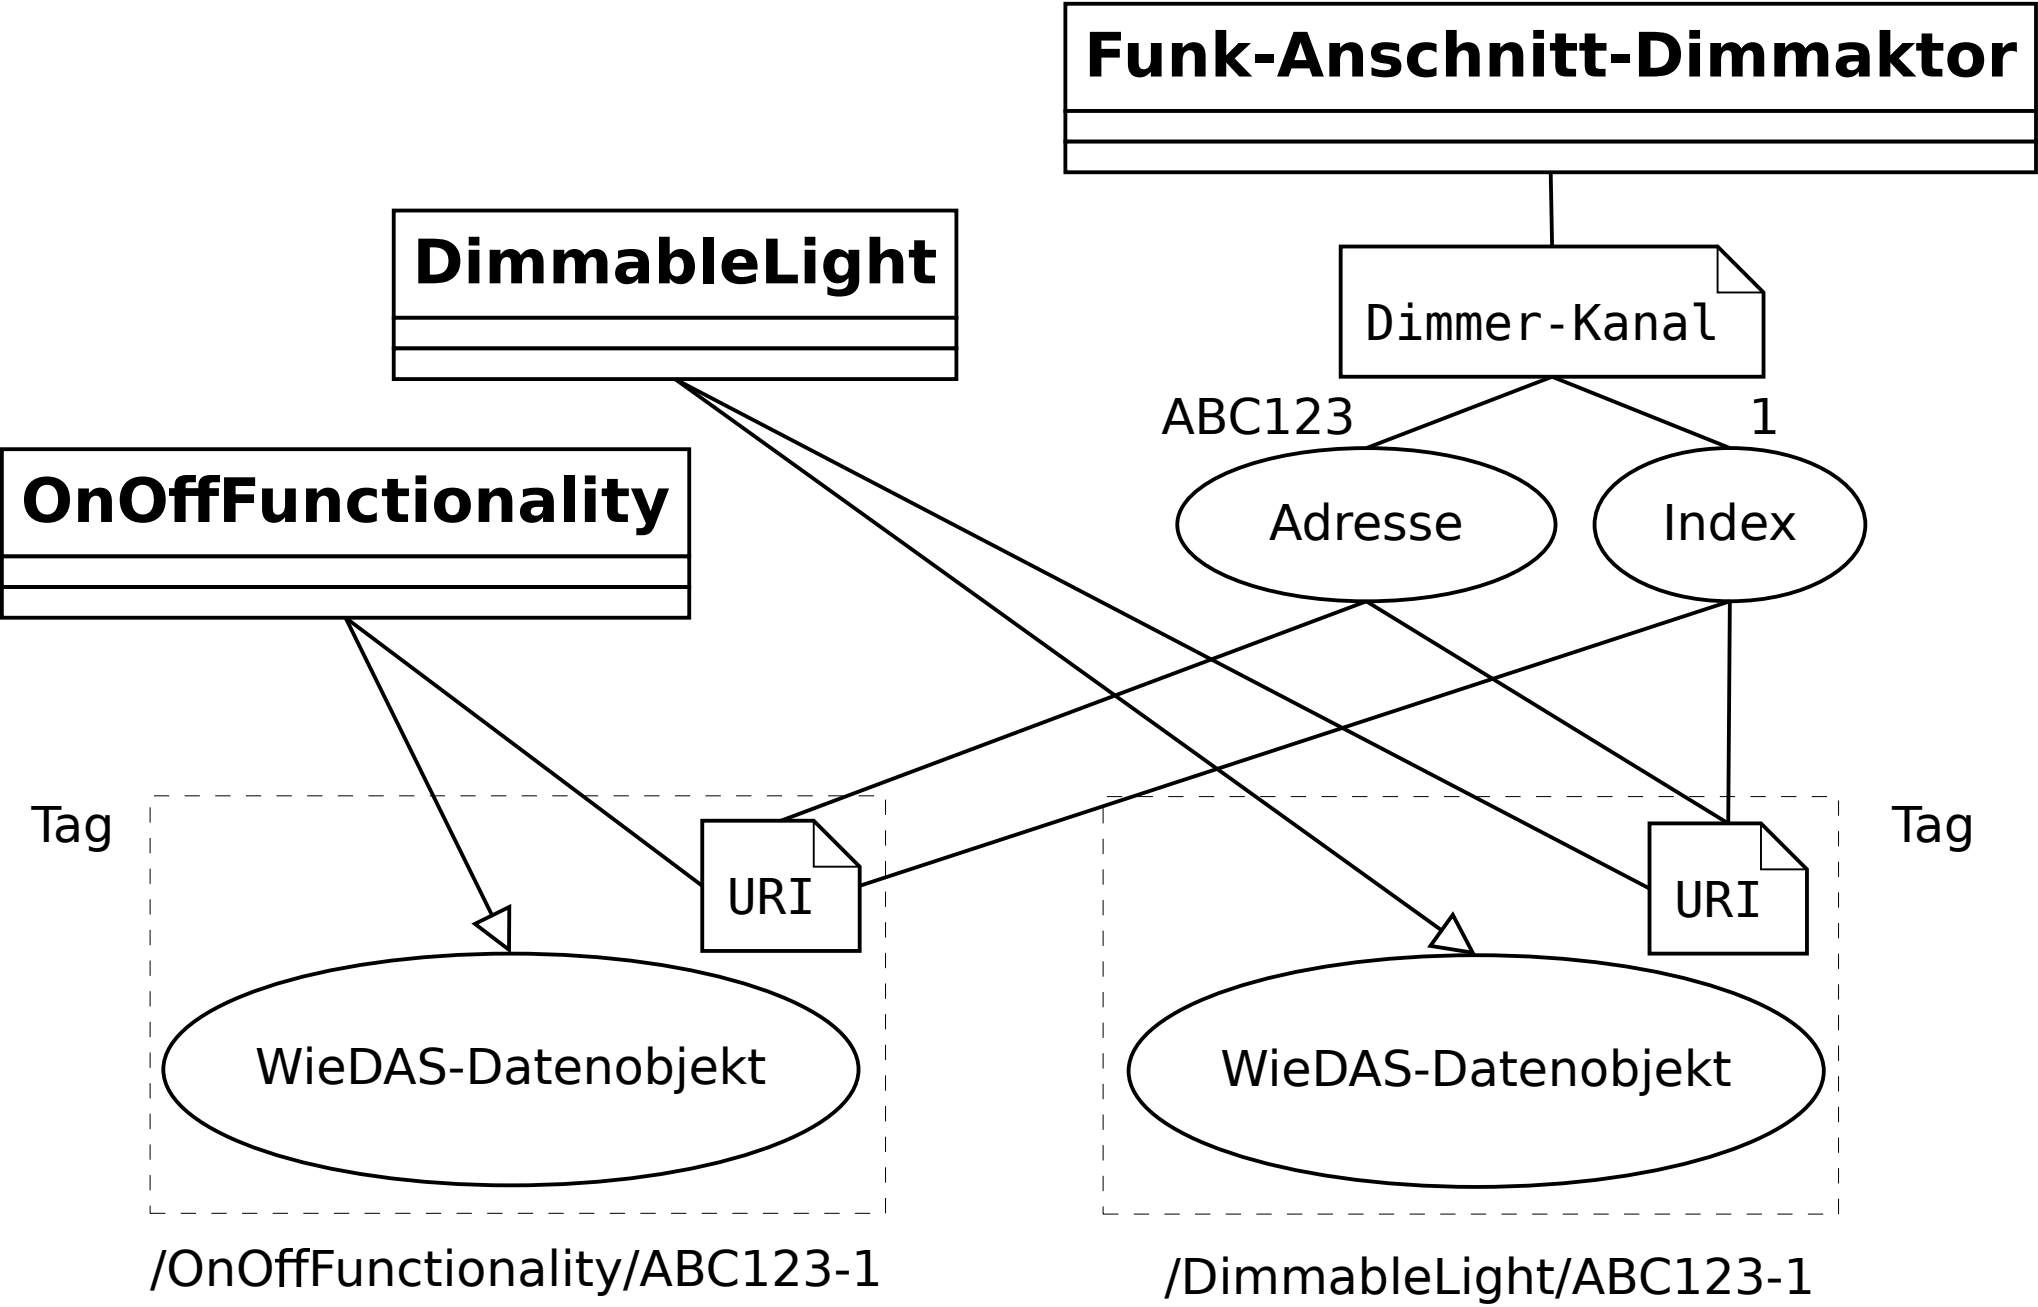 Funk-Anschnitt-Dimmaktor
DimmableLight
Dimmer-Kanal
ABC123
1
OnOffFunctionality
Adresse
Index
Tag
Tag
URI
URI
WieDAS-Datenobjekt
WieDAS-Datenobjekt
/OnOffFunctionality/ABC123-1
/DimmableLight/ABC123-1